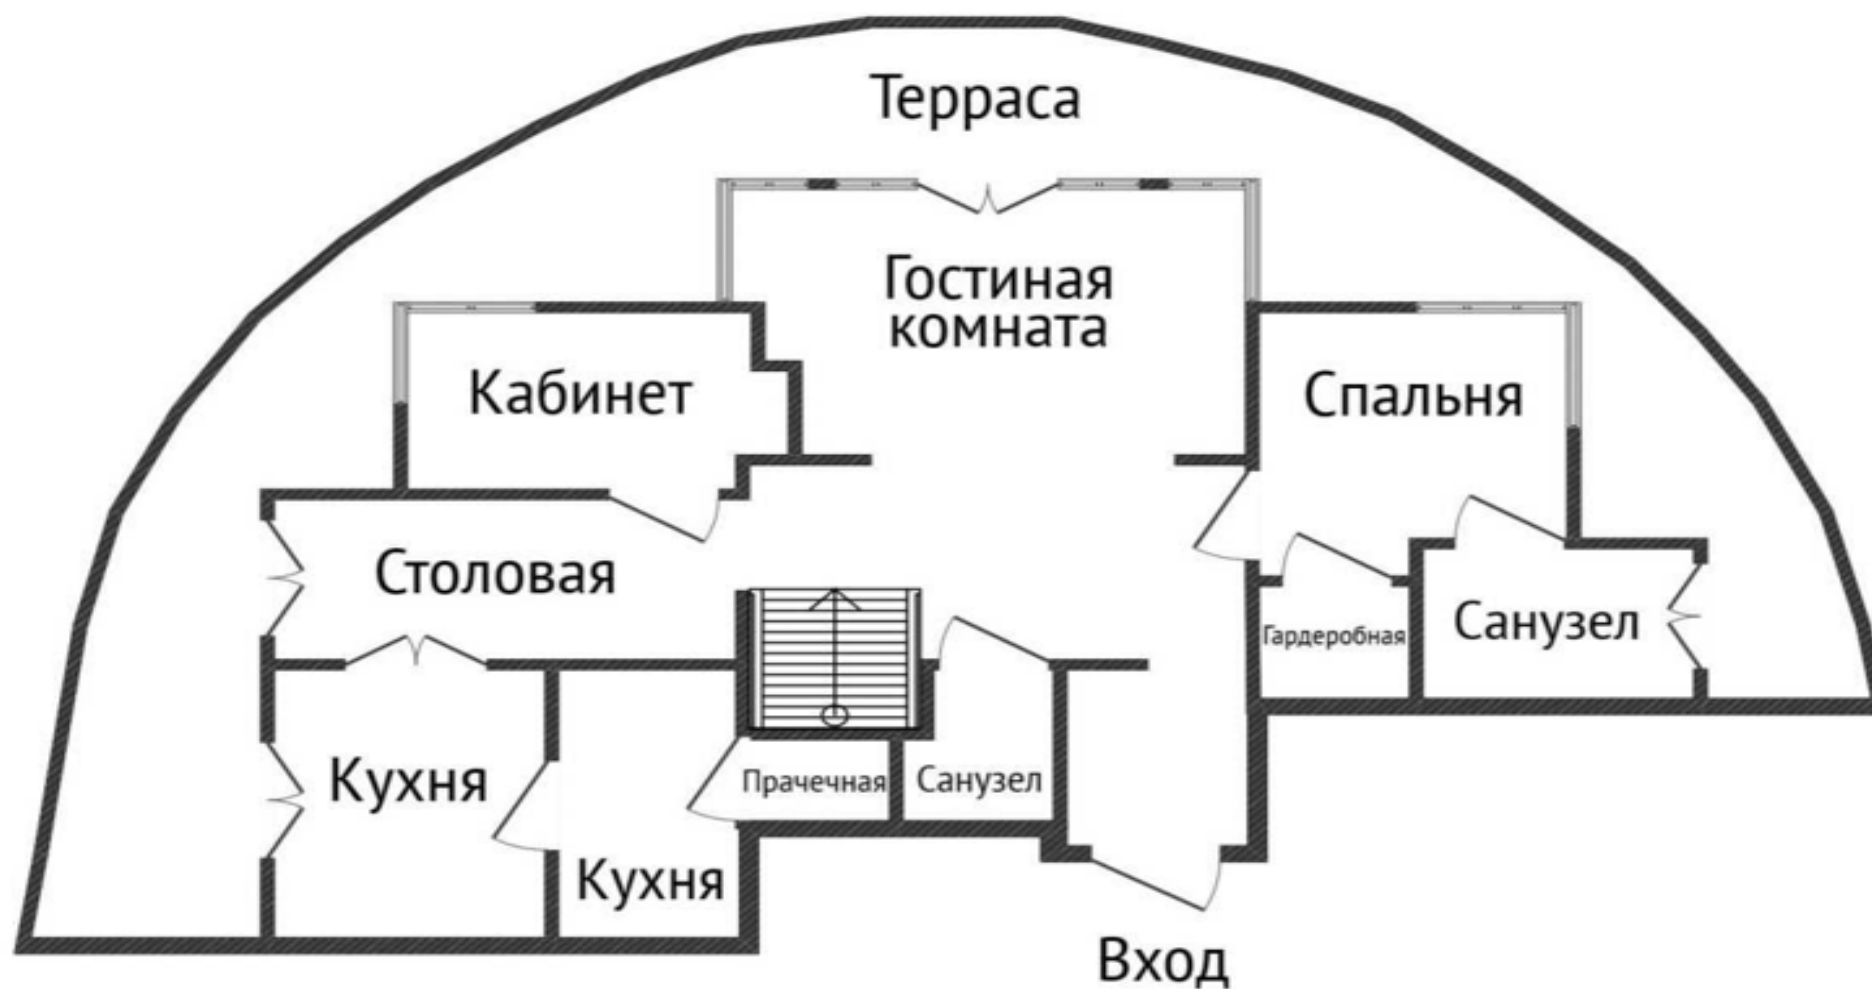 Терраса
Гостиная
комната
Кабинет
Спальня
Столовая
Гардеробная
Санузел
Кухня
Прачечная
Санузел
Кухня
Вход